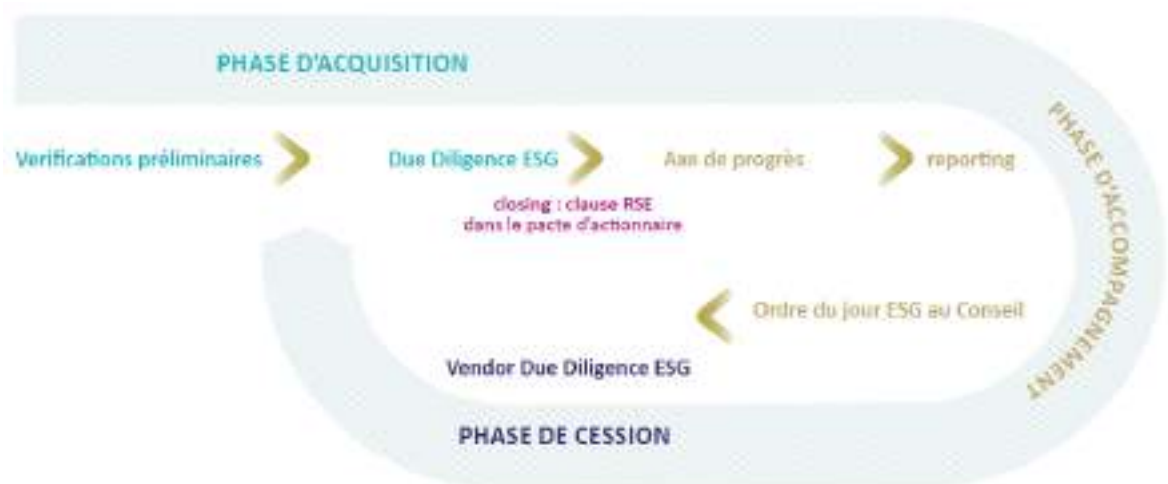 PHASE D'ACQUISITION
Verifications préliminaires
Due Diligence ESG
Axe de progrès
reporting
closing : clause RSE
dans le pacte d'actionnaire
PHASE D'ACCOMPAGNEMENT
Ordre du jour ESG au Conseil
Vendor Due Diligence ESG
PHASE DE CESSION